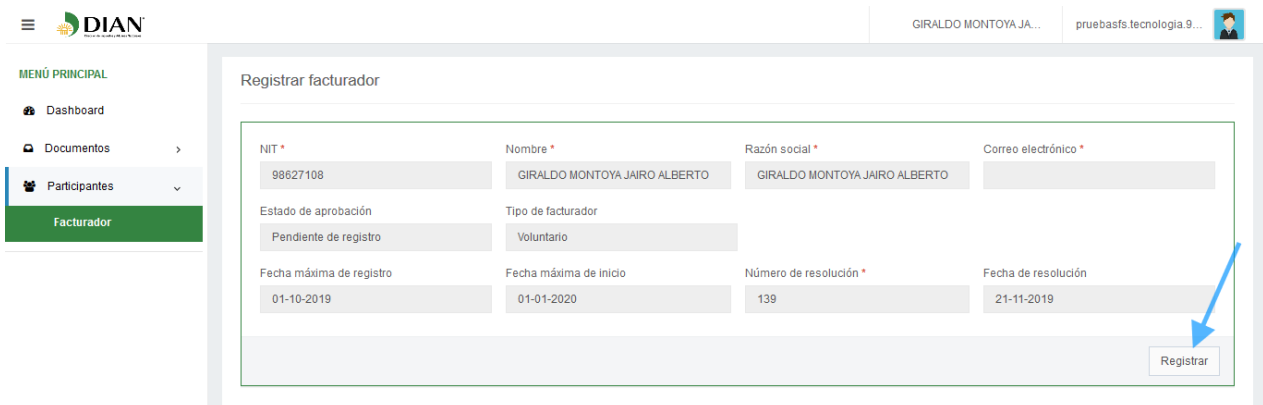 DIAN
GIRALDO MONTOYA JA...
pruebasfs.tecnologia.9...
MENÚ PRINCIPAL
Dashboard
Documentos
Participantes
Facturador
Registrar facturador
NIT * Nombre * Razón social * Correo electrónico *
98627108 GIRALDO MONTOYA JAIRO ALBERTO GIRALDO MONTOYA JAIRO ALBERTO
Estado de aprobación Tipo de facturador
Pendiente de registro Voluntario
Fecha máxima de registro Fecha máxima de inicio Número de resolución * Fecha de resolución
01-10-2019 01-01-2020 139 21-11-2019
Registrar